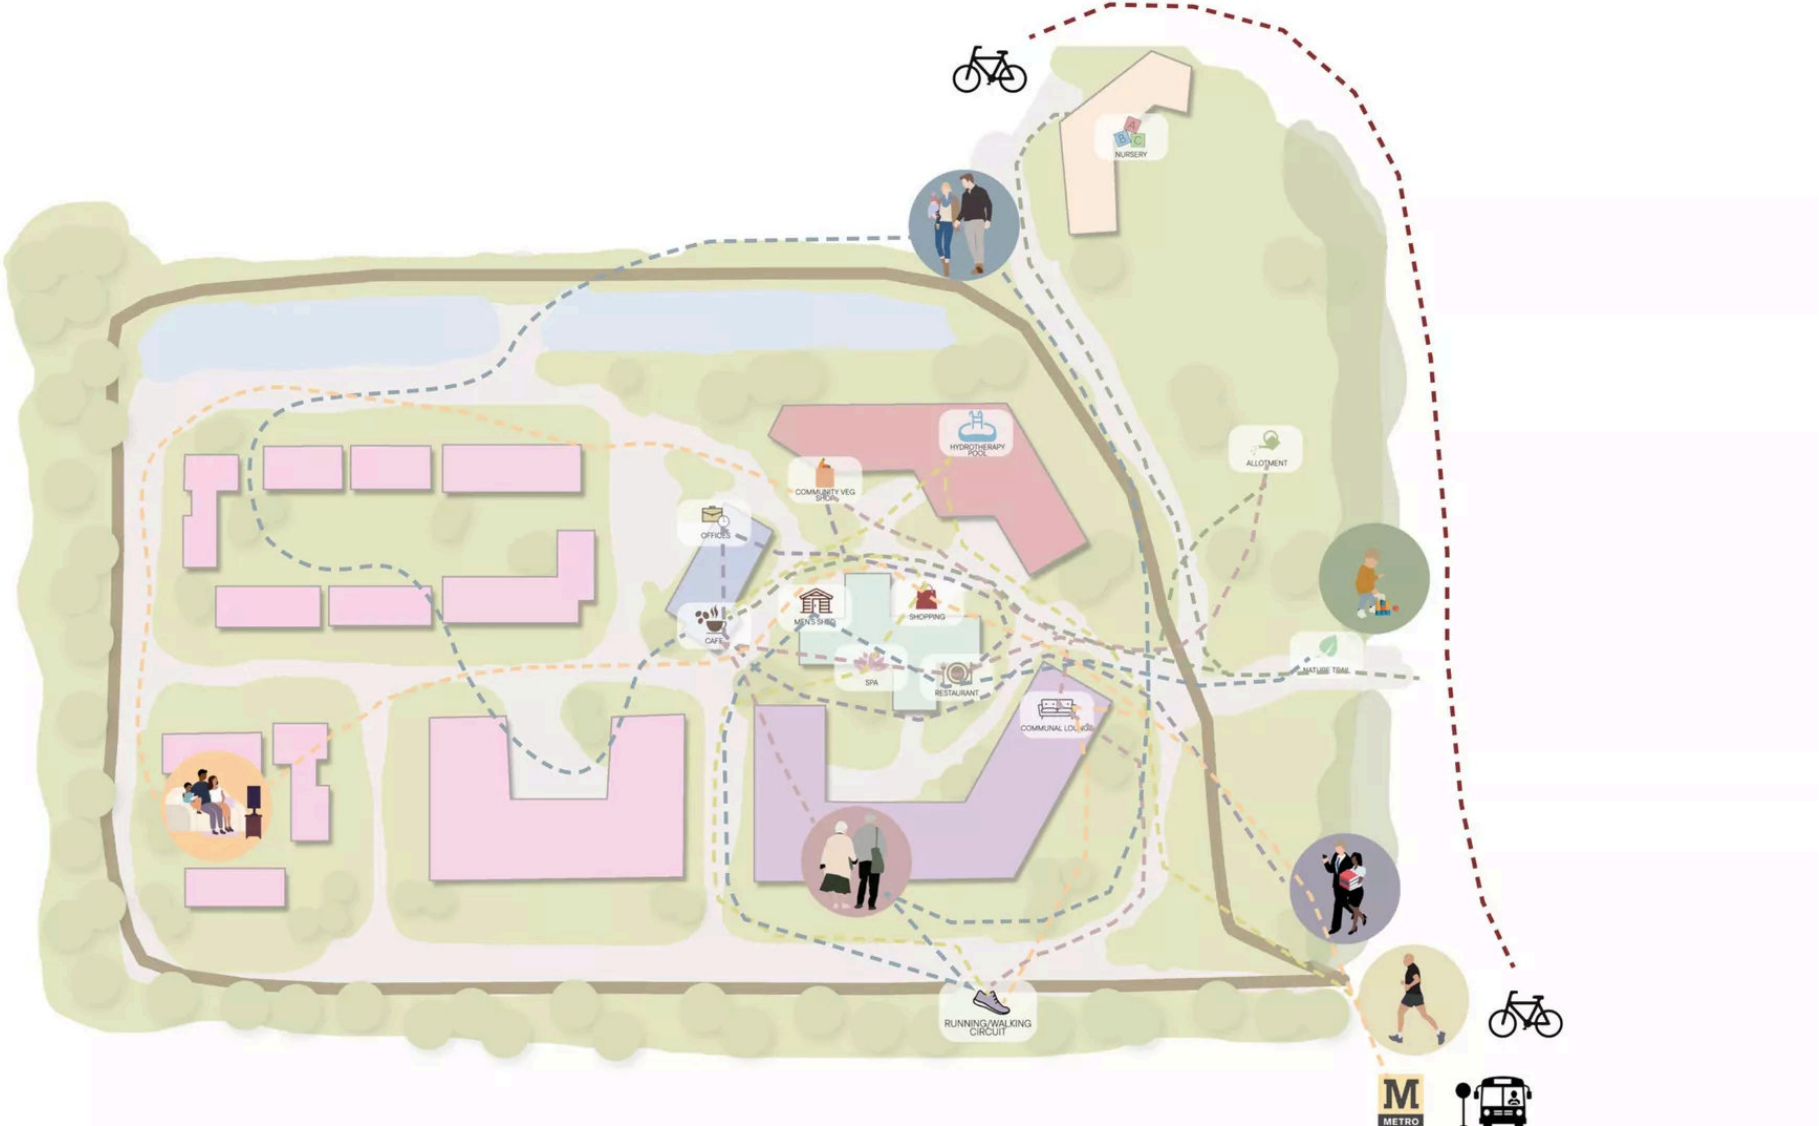 A
B C
NURSERY
HYDROTHERAPY
POOL
ALLOTMENT
COMMUNITY VEG
SHOP
OFFICES
MEN'S SHED
SHOPPING
CAFE
NATURE TRAIL
SPA
RESTAURANT
COMMUNAL LOUNGE
RUNNING/WALKING
CIRCUIT
M
METRO